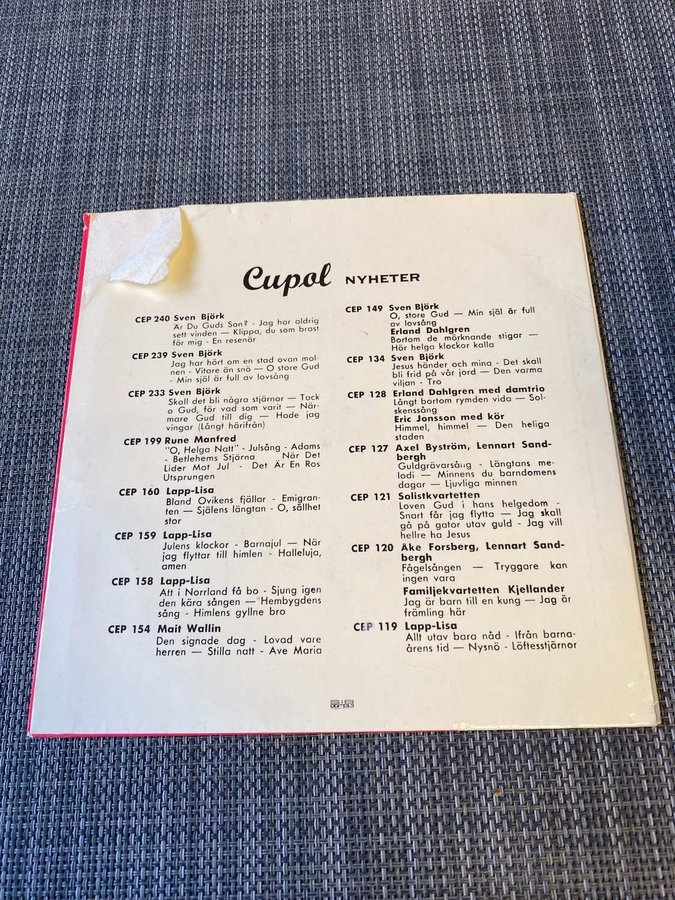 Cupol NYHETER
CEP 240 Sven Björk
Är Du Guds Son? - Jag har aldrig
sett vinden — Klippa, du som brast
för mig - En resenär
CEP 239 Sven Björk
Jag har hört om en stad ovan mol-
nen - Vitare än snö — O store Gud
- Min själ är full av lovsång
CEP 233 Sven Björk
Skall det bli några stjärnor — Tack
o Gud, för vad som varit — När-
mare Gud till dig — Hade jag
vingar (Långt härifrån)
CEP 199 Rune Manfred
"O, Helga Natt" - Julsång - Adams
- Betlehems Stjärna När Det
Lider Mot Jul - Det Är En Ros
Utsprungen
CEP 160 Lapp-Lisa
Bland Ovikens fjällar - Emigran-
ten — Själens längtan - O, sällhet
stor
CEP 159 Lapp-Lisa
Julens klockor - Barnajul — När
jag flyttar till himlen - Halleluja,
amen
CEP 158 Lapp-Lisa
Att i Norrland få bo - Sjung igen
den kära sången — Hembygdens
sång - Himlens gyllne bro
CEP 154 Mait Wallin
Den signade dag - Lovad vare
herren — Stilla natt - Ave Maria
CEP 149 Sven Björk
O, store Gud — Min själ är full
av lovsång
Erland Dahlgren
Bortom de mörknande stigar —
Hör helga klockor kalla
CEP 134 Sven Björk
Jesus händer och mina - Det skall
bli frid på vår jord — Den varma
viljan - Tro
CEP 128 Erland Dahlgren med damtrio
Långt bortom rymden vida — Sol-
skenssång
Eric Jonsson med kör
Himmel, himmel — Den heliga
staden
CEP 127 Axel Byström, Lennart Sand-
bergh
Guldgrävarsång - Längtans me-
lodi — Minnens du barndomens
dagar — Ljuvliga minnen
CEP 121 Solistkvartetten
Loven Gud i hans helgedom -
Snart får jag flytta — Jag skall
gå på gator utav guld - Jag vill
hellre ha Jesus
CEP 120 Åke Forsberg, Lennart Sand-
bergh
Fågelsången — Tryggare kan
ingen vara
Familjekvartetten Kjellander
Jag är barn till en kung — Jag är
främling här
CEP 119 Lapp-Lisa
Allt utav bara nåd - Ifrån barna-
årens tid — Nysnö - Löftesstjärnor